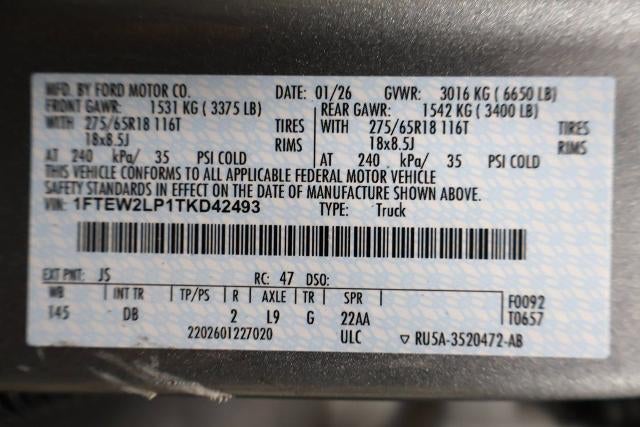 MFD. BY FORD MOTOR CO. DATE: 01/26 GVWR: 3016 KG ( 6650 LB)
FRONT GAWR: 1531 KG ( 3375 LB) REAR GAWR: 1542 KG ( 3400 LB)
WITH 275/65R18 116T TIRES WITH 275/65R18 116T TIRES
18x8.5J RIMS 18x8.5J RIMS
AT 240 kPa/ 35 PSI COLD AT 240 kPa/ 35 PSI COLD
THIS VEHICLE CONFORMS TO ALL APPLICABLE FEDERAL MOTOR VEHICLE
SAFETY STANDARDS IN EFFECT ON THE DATE OF MANUFACTURE SHOWN ABOVE.
VIN: 1FTEW2LP1TKD42493 TYPE: Truck
EXT PNT: JS RC: 47 DSO:
WB INT TR TP/PS R AXLE TR SPR F0092
145 DB 2 L9 G 22AA T0657
2202601227020 ULC ▽ RU5A-3520472-AB